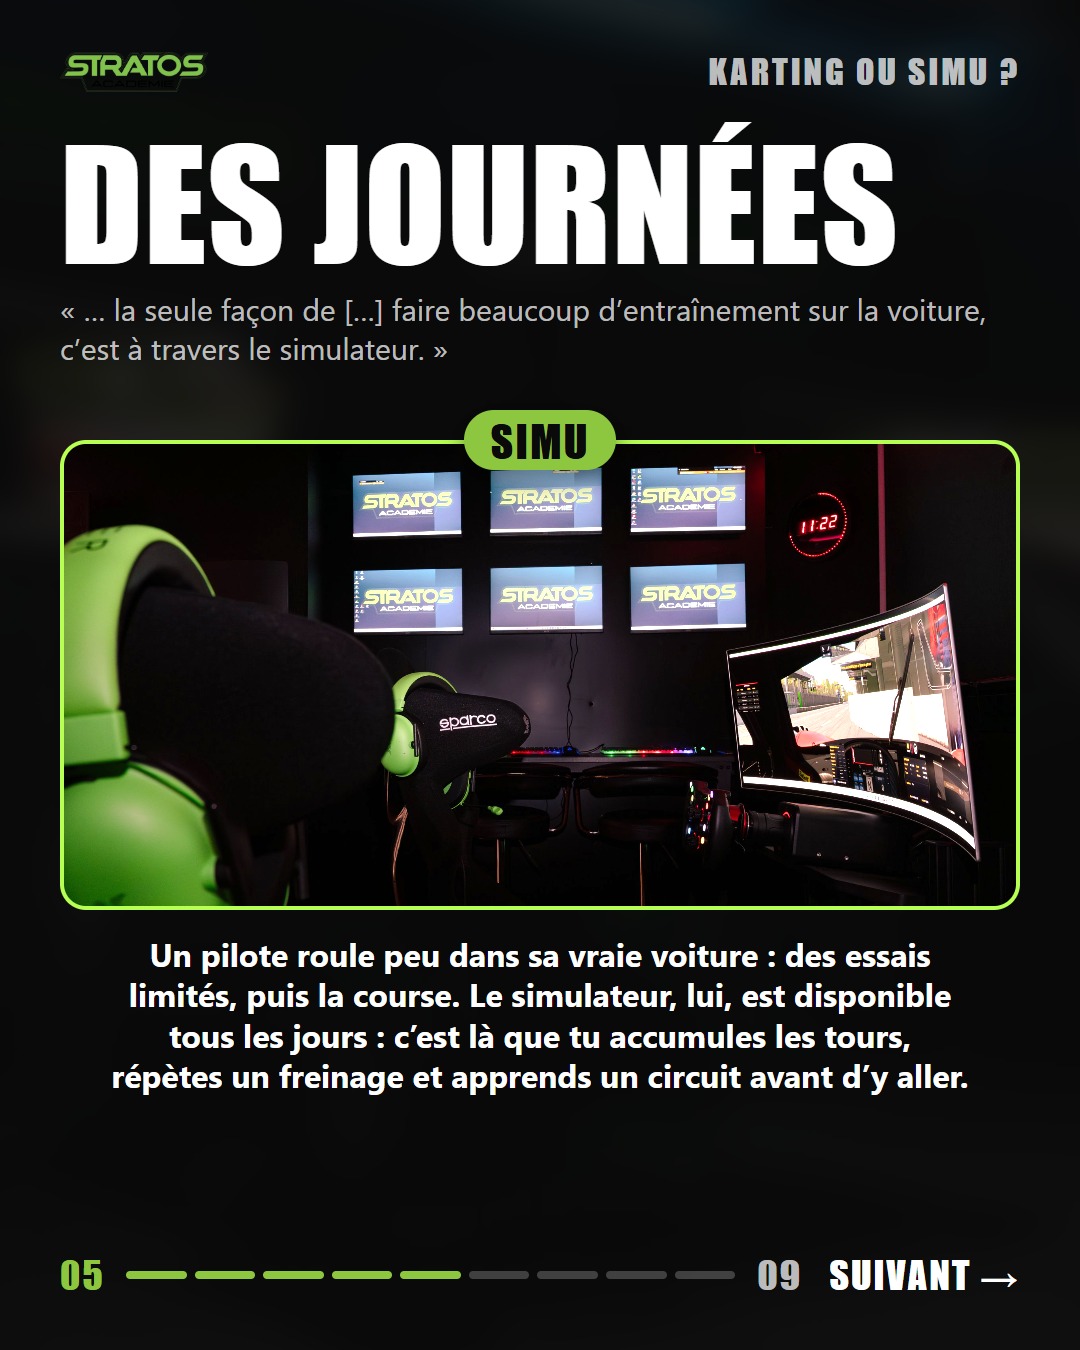 STRATOS
ACADEMIE
KARTING OU SIMU ?
DES JOURNÉES
« … la seule façon de […] faire beaucoup d’entraînement sur la voiture,
c’est à travers le simulateur. »
SIMU
STRATOS
ACADEMIE
STRATOS
ACADEMIE
STRATOS
ACADEMIE
11:22
STRATOS
ACADEMIE
STRATOS
ACADEMIE
STRATOS
ACADEMIE
sparco
Un pilote roule peu dans sa vraie voiture : des essais
limités, puis la course. Le simulateur, lui, est disponible
tous les jours : c’est là que tu accumules les tours,
répètes un freinage et apprends un circuit avant d’y aller.
05
09
SUIVANT →